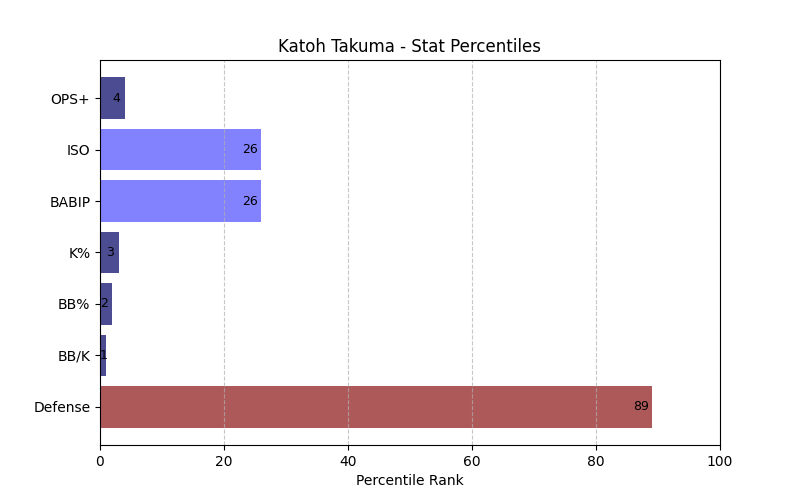 Katoh Takuma - Stat Percentiles
OPS+ 4
ISO 26
BABIP 26
K% 3
BB% 2
BB/K 1
Defense 89
0 20 40 60 80 100
Percentile Rank